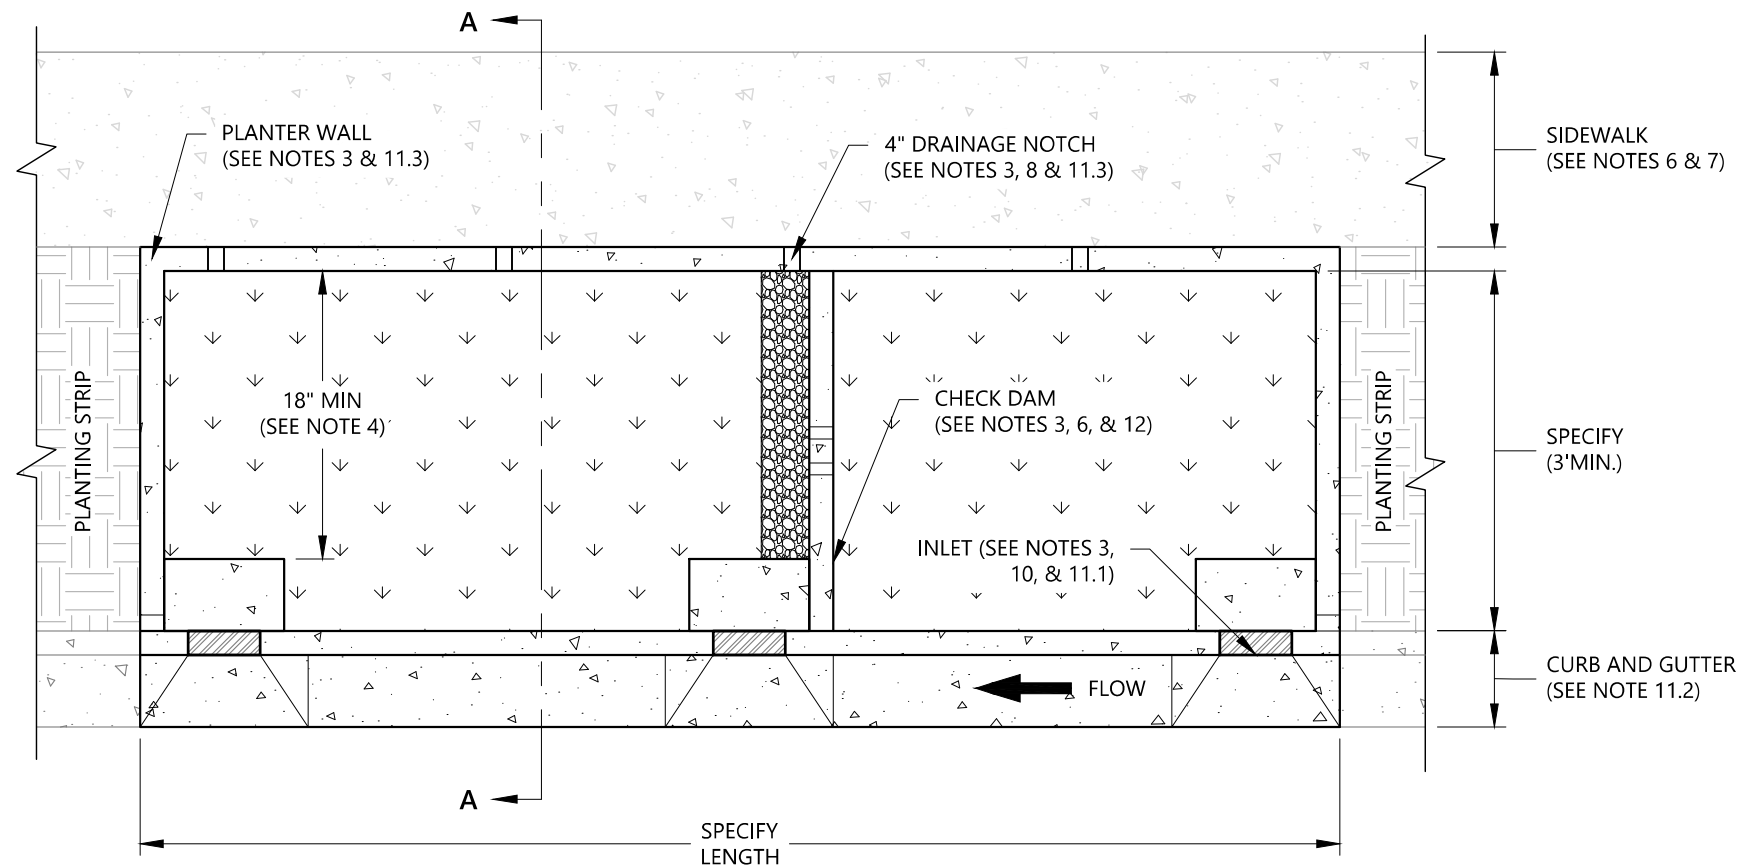 A
PLANTER WALL
(SEE NOTES 3 & 11.3)
4" DRAINAGE NOTCH
(SEE NOTES 3, 8 & 11.3)
SIDEWALK
(SEE NOTES 6 & 7)
PLANTING STRIP
18" MIN
(SEE NOTE 4)
CHECK DAM
(SEE NOTES 3, 6, & 12)
PLANTING STRIP
SPECIFY
(3'MIN.)
INLET (SEE NOTES 3,
10, & 11.1)
FLOW
CURB AND GUTTER
(SEE NOTE 11.2)
A
SPECIFY
LENGTH